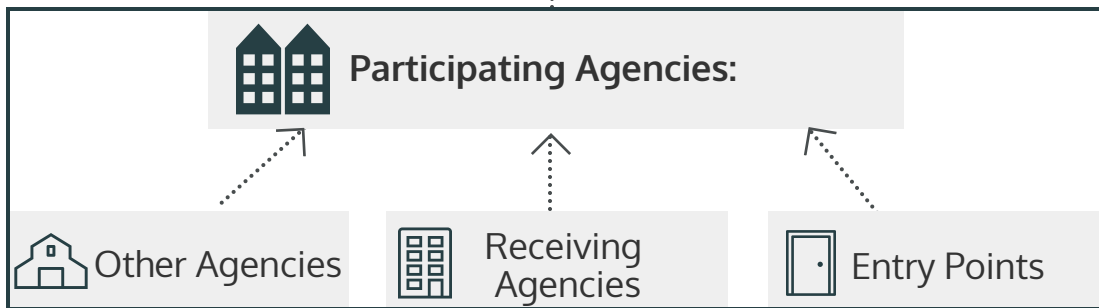 Participating Agencies:
Other Agencies
Receiving
Agencies
Entry Points